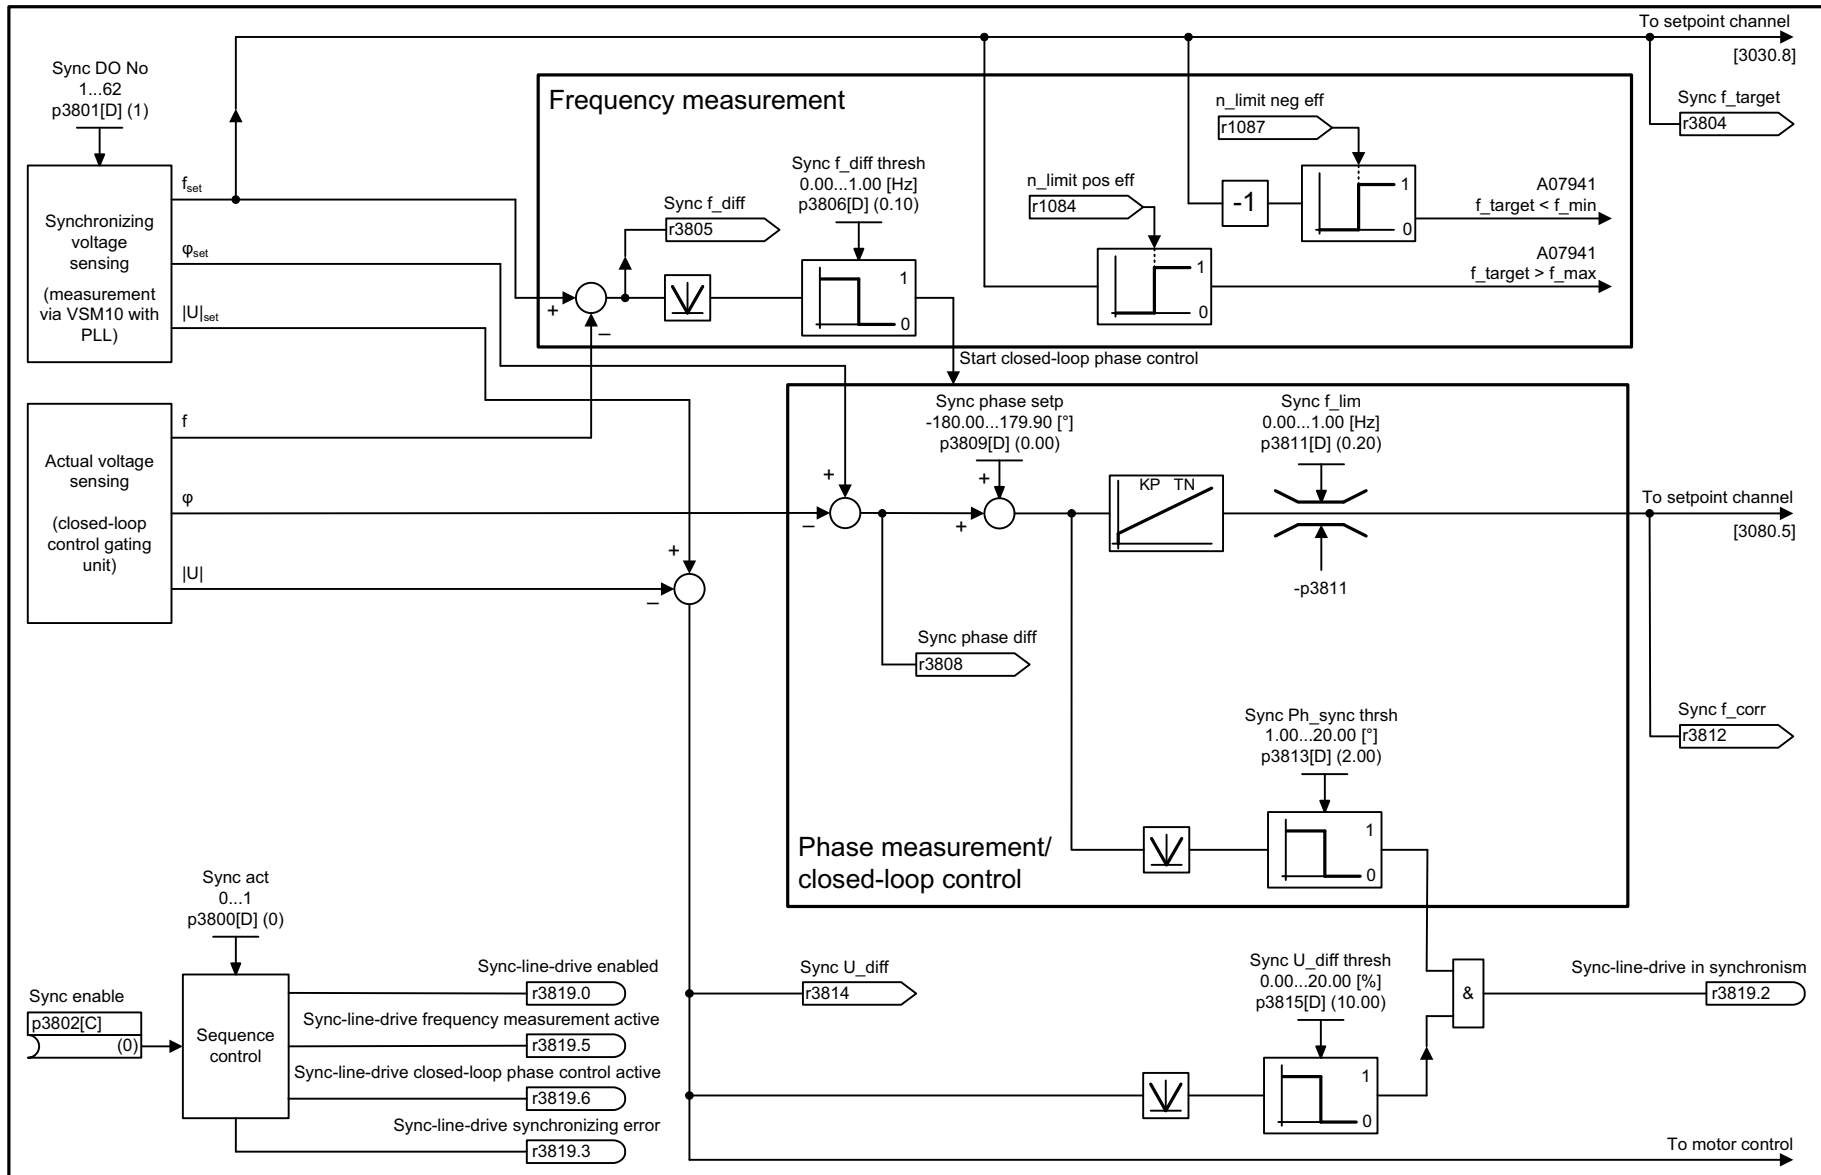 To setpoint channel
[3030.8]
Sync DO No
1...62
p3801[D] (1)
Frequency measurement
n_limit neg eff
r1087
Sync f_target
r3804
Sync f_diff thresh
0.00...1.00 [Hz]
p3806[D] (0.10)
n_limit pos eff
r1084
-1
1
0
A07941
f_target < f_min
Synchronizing
voltage
sensing
(measurement
via VSM10 with
PLL)
fset
φset
|U|set
Sync f_diff
r3805
1
0
1
0
A07941
f_target > f_max
+
–
Start closed-loop phase control
Actual voltage
sensing
(closed-loop
control gating
unit)
f
φ
|U|
Sync phase setp
-180.00...179.90 [°]
p3809[D] (0.00)
Sync f_lim
0.00...1.00 [Hz]
p3811[D] (0.20)
+
–
+
+
KP TN
To setpoint channel
[3080.5]
-p3811
+
–
Sync phase diff
r3808
Sync f_corr
r3812
Sync Ph_sync thrsh
1.00...20.00 [°]
p3813[D] (2.00)
1
0
Phase measurement/
closed-loop control
Sync act
0...1
p3800[D] (0)
Sync enable
p3802[C]
(0)
Sequence
control
Sync-line-drive enabled
r3819.0
Sync-line-drive frequency measurement active
r3819.5
Sync-line-drive closed-loop phase control active
r3819.6
Sync-line-drive synchronizing error
r3819.3
Sync U_diff
r3814
Sync U_diff thresh
0.00...20.00 [%]
p3815[D] (10.00)
1
0
&
Sync-line-drive in synchronism
r3819.2
To motor control